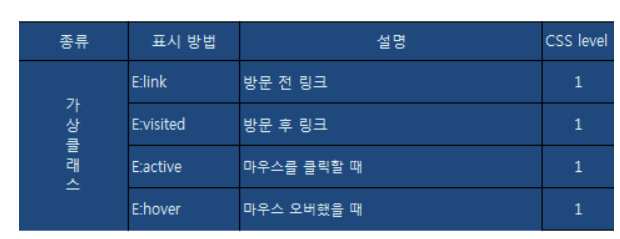 종류 표시 방법 설명 CSS level
가상클래스
E:link 방문 전 링크 1
E:visited 방문 후 링크 1
E:active 마우스를 클릭할 때 1
E:hover 마우스 오버했을 때 1